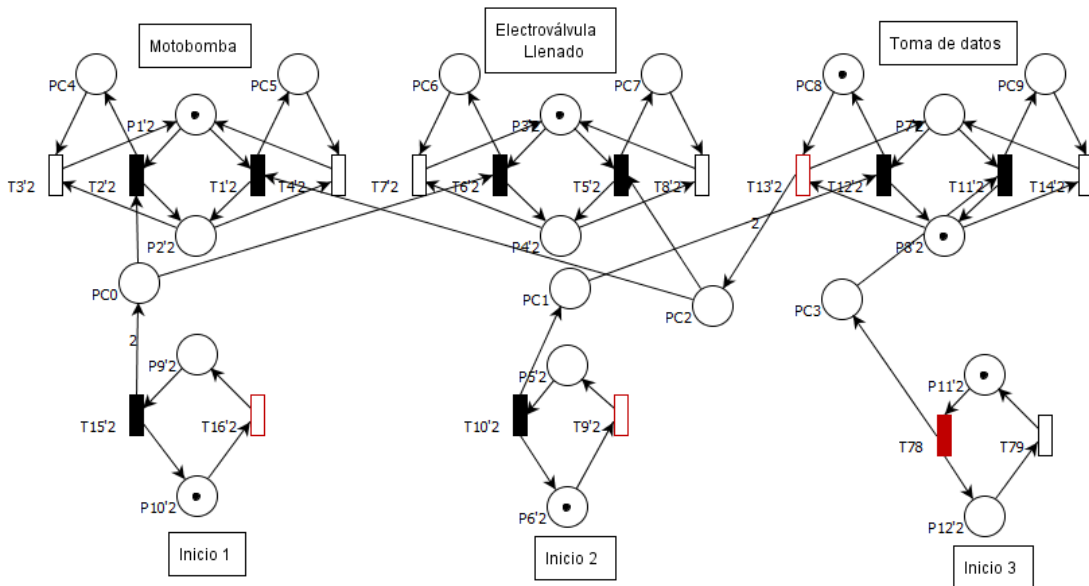 Motobomba
Electroválvula
Llenado
Toma de datos
PC4
PC5
PC6
PC7
PC8
PC9
P1'2
P3'2
P7'2
T3'2
T2'2
T1'2
T4'2
T7'2
T6'2
T5'2
T8'2
T13'2
T12'2
T11'2
T14'2
P2'2
P4'2
P8'2
2
PC0
PC1
PC2
PC3
2
P9'2
P5'2
P11'2
T15'2
T16'2
T10'2
T9'2
T78
T79
P10'2
P6'2
P12'2
Inicio 1
Inicio 2
Inicio 3